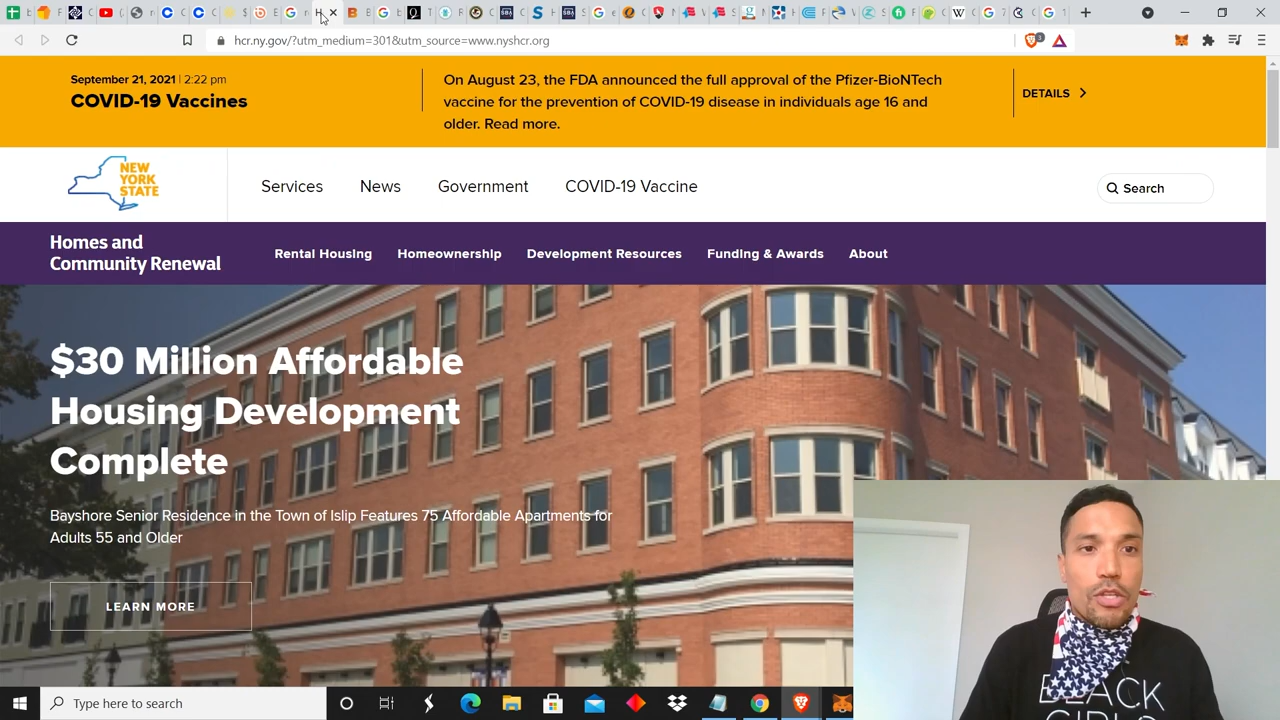 hcr.ny.gov/?utm_medium=301&utm_source=www.nyshcr.org
3
September 21, 2021 | 2:22 pm
COVID-19 Vaccines
On August 23, the FDA announced the full approval of the Pfizer-BioNTech
vaccine for the prevention of COVID-19 disease in individuals age 16 and
older. Read more.
DETAILS
NEW
YORK
STATE
Services
News
Government
COVID-19 Vaccine
Search
Homes and
Community Renewal
Rental Housing
Homeownership
Development Resources
Funding & Awards
About
$30 Million Affordable
Housing Development
Complete
Bayshore Senior Residence in the Town of Islip Features 75 Affordable Apartments for
Adults 55 and Older
LEARN MORE
BLACK
GIRLS
Type here to search